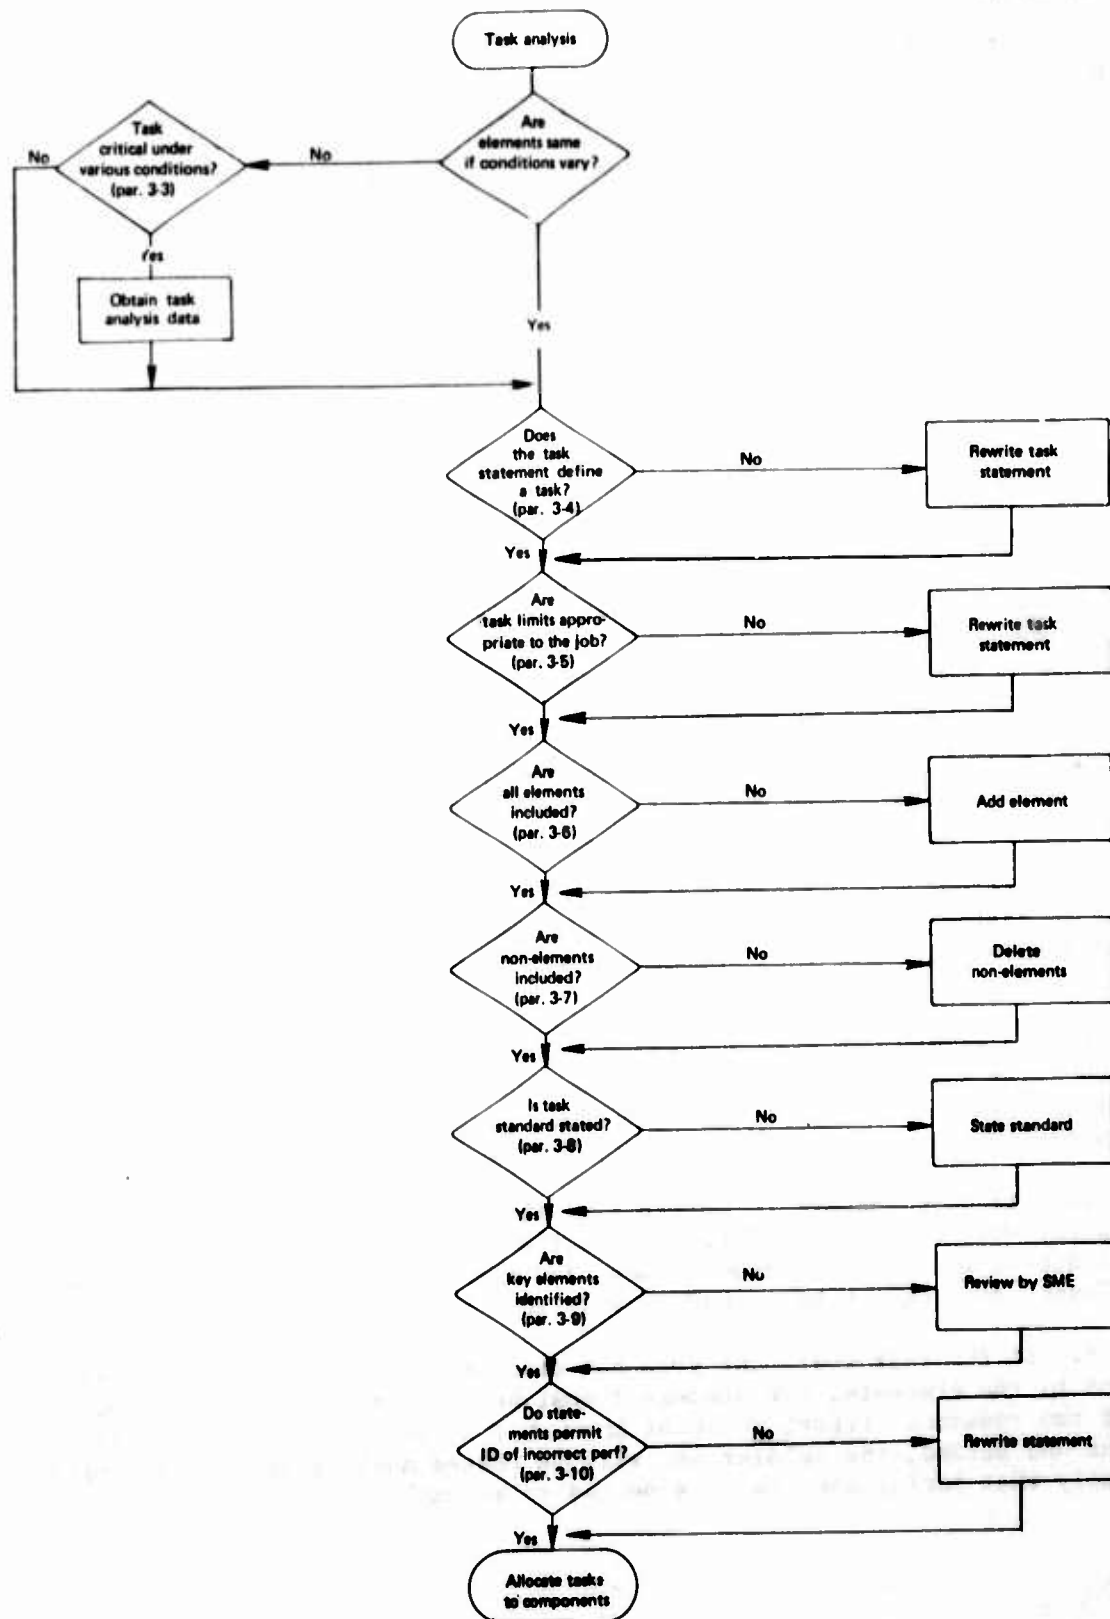 Task analysis
Are
elements same
if conditions vary?
No
Task
critical under
various conditions?
(par. 3-3)
No
Yes
Obtain task
analysis data
Yes
Does
the task
statement define
a task?
(par. 3-4)
No
Rewrite task
statement
Yes
Are
task limits appro-
priate to the job?
(par. 3-5)
No
Rewrite task
statement
Yes
Are
all elements
included?
(par. 3-6)
No
Add element
Yes
Are
non-elements
included?
(par. 3-7)
No
Delete
non-elements
Yes
Is task
standard stated?
(par. 3-8)
No
State standard
Yes
Are
key elements
identified?
(par. 3-9)
No
Review by SME
Yes
Do state-
ments permit
ID of incorrect perf?
(par. 3-10)
No
Rewrite statement
Yes
Allocate tasks
to components